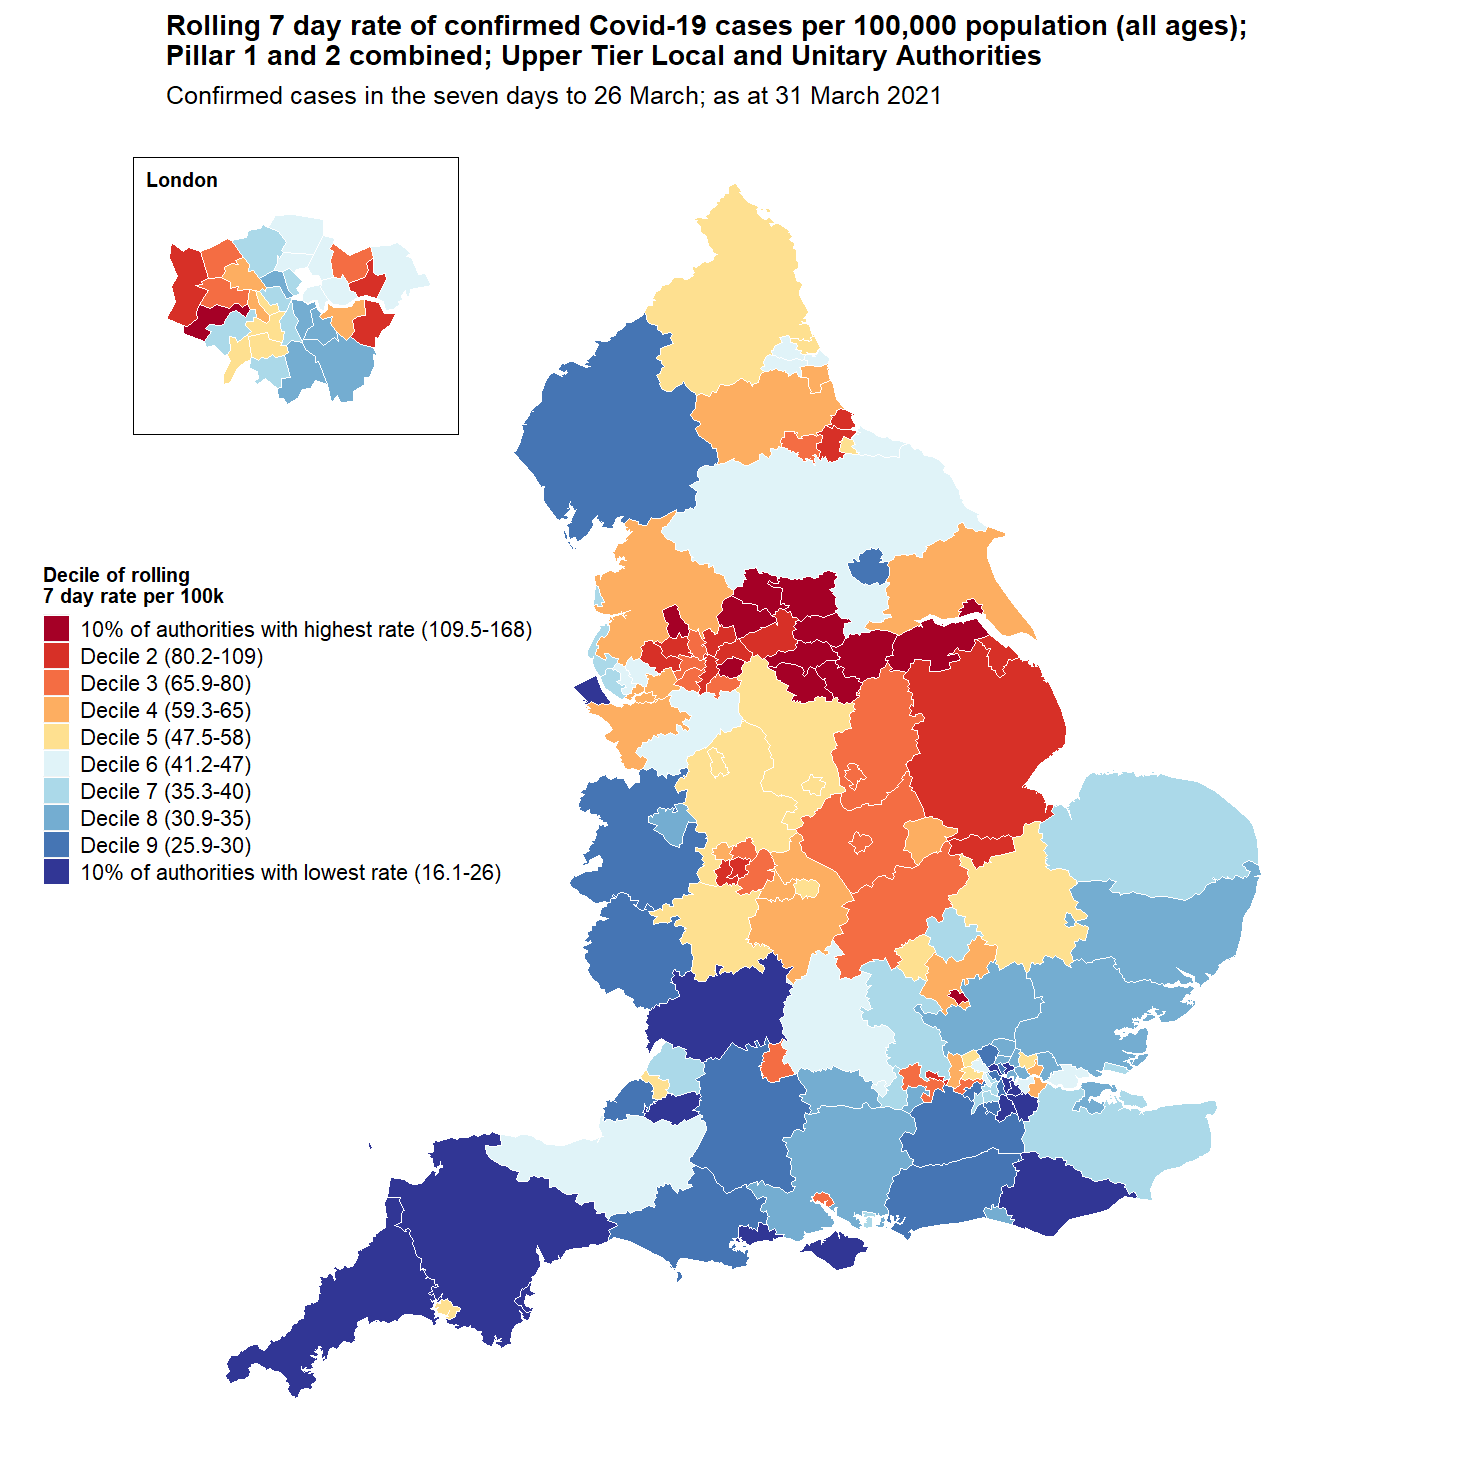 Rolling 7 day rate of confirmed Covid-19 cases per 100,000 population (all ages);
Pillar 1 and 2 combined; Upper Tier Local and Unitary Authorities
Confirmed cases in the seven days to 26 March; as at 31 March 2021
London
Decile of rolling
7 day rate per 100k
10% of authorities with highest rate (109.5-168)
Decile 2 (80.2-109)
Decile 3 (65.9-80)
Decile 4 (59.3-65)
Decile 5 (47.5-58)
Decile 6 (41.2-47)
Decile 7 (35.3-40)
Decile 8 (30.9-35)
Decile 9 (25.9-30)
10% of authorities with lowest rate (16.1-26)